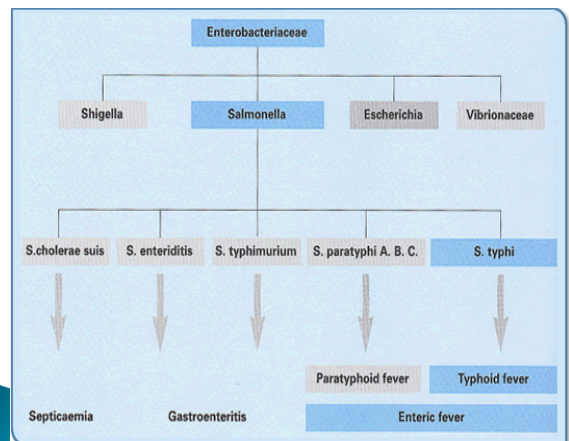 Enterobacteriaceae
Shigella Salmonella Escherichia Vibrionaceae
S.cholerae suis S. enteriditis S. typhimurium S. paratyphi A. B. C. S. typhi
Paratyphoid fever Typhoid fever
Septicaemia Gastroenteritis Enteric fever